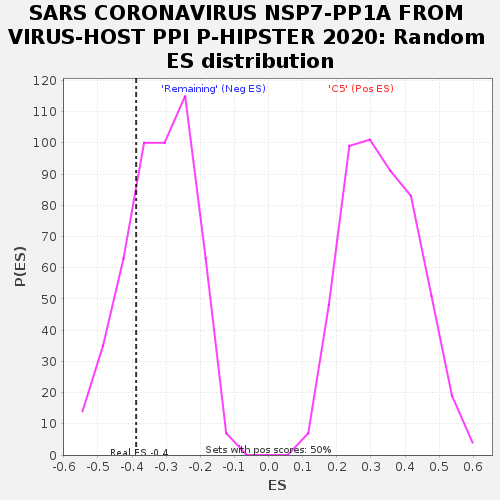 SARS CORONAVIRUS NSP7-PP1A FROM
VIRUS-HOST PPI P-HIPSTER 2020: Random
ES distribution
'Remaining' (Neg ES)
'C5' (Pos ES)
120
110
100
90
80
70
60
50
40
30
20
10
0
P(ES)
Real ES -0.4
Sets with pos scores: 50%
-0.6 -0.5 -0.4 -0.3 -0.2 -0.1 0.0 0.1 0.2 0.3 0.4 0.5 0.6
ES